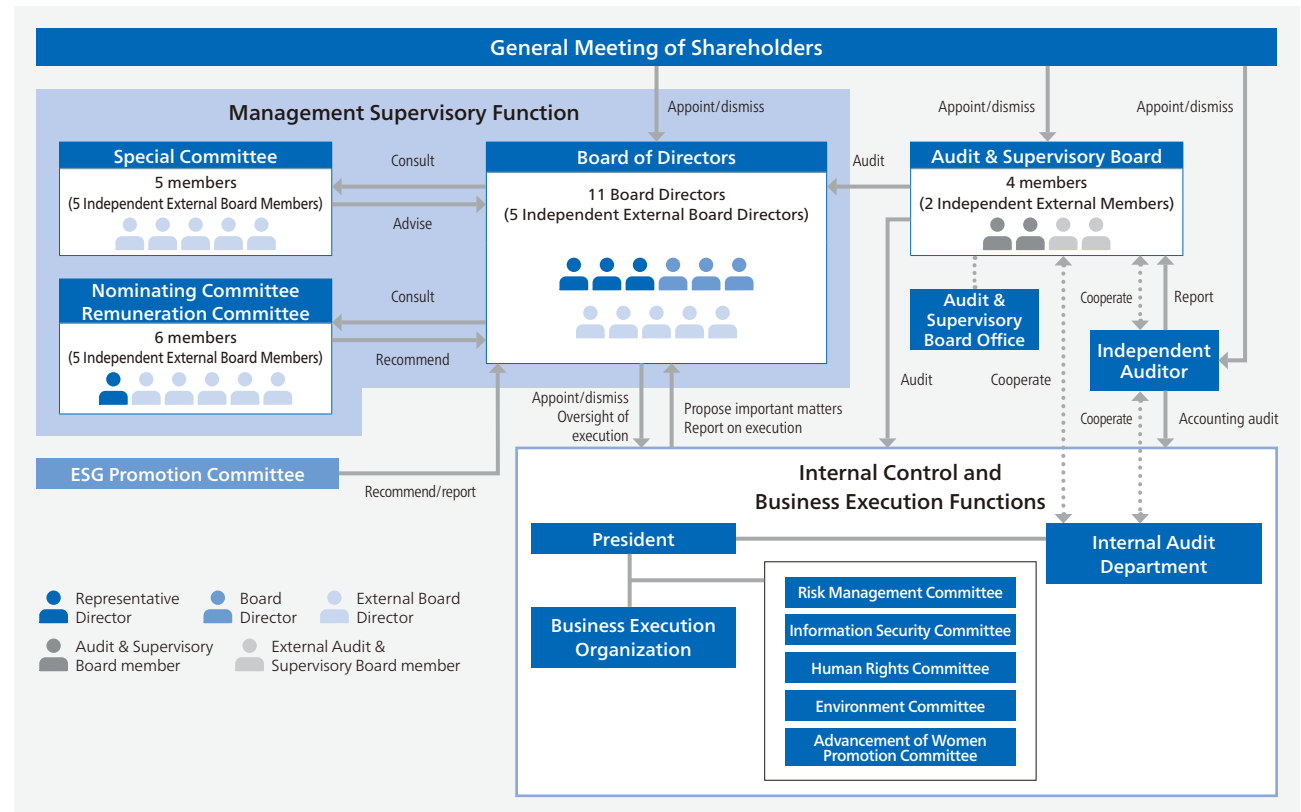 General Meeting of Shareholders
Appoint/dismiss
Appoint/dismiss
Appoint/dismiss
Management Supervisory Function
Special Committee
5 members
(5 Independent External Board Members)
Consult
Advise
Board of Directors
11 Board Directors
(5 Independent External Board Directors)
Audit
Audit & Supervisory Board
4 members
(2 Independent External Members)
Nominating Committee
Remuneration Committee
6 members
(5 Independent External Board Members)
Consult
Recommend
Audit &
Supervisory
Board Office
Cooperate
Report
Independent
Auditor
Audit
Cooperate
Cooperate
Accounting audit
Appoint/dismiss
Oversight of
execution
Propose important matters
Report on execution
ESG Promotion Committee
Recommend/report
Internal Control and
Business Execution Functions
President
Internal Audit
Department
Business Execution
Organization
Risk Management Committee
Information Security Committee
Human Rights Committee
Environment Committee
Advancement of Women
Promotion Committee
Representative
Director
Board
Director
External Board
Director
Audit & Supervisory
Board member
External Audit &
Supervisory Board member